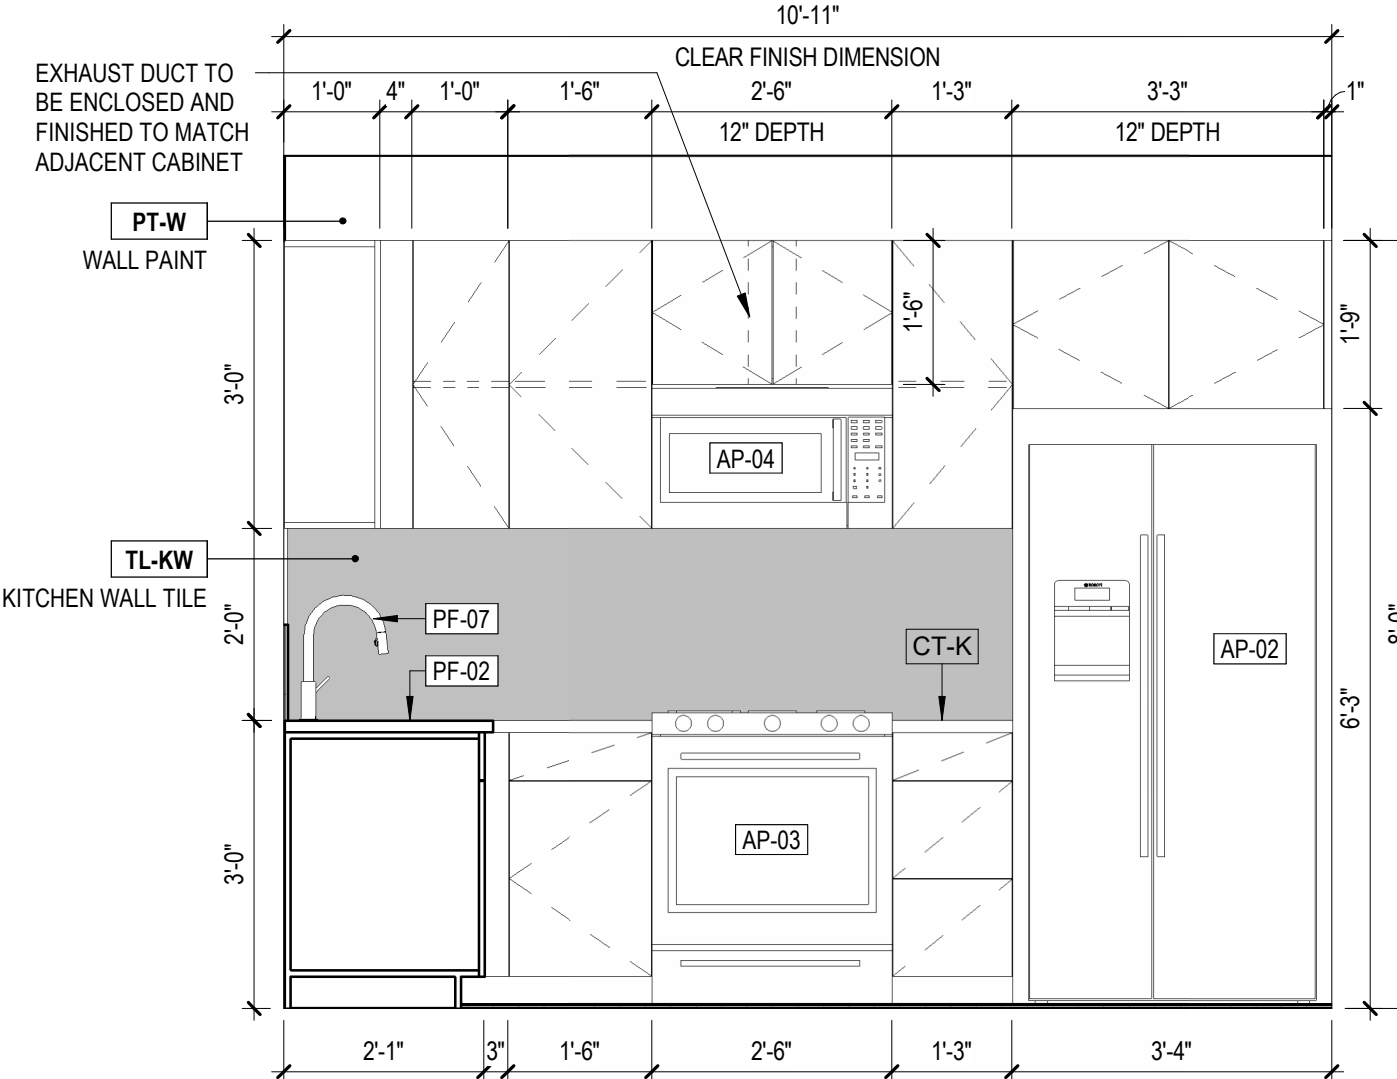 10'-11"
CLEAR FINISH DIMENSION
EXHAUST DUCT TO
BE ENCLOSED AND
FINISHED TO MATCH
ADJACENT CABINET
1'-0" 4" 1'-0" 1'-6" 2'-6" 1'-3" 3'-3" 1"
12" DEPTH 12" DEPTH
PT-W
WALL PAINT
3'-0"
1'-6"
1'-9"
AP-04
TL-KW
KITCHEN WALL TILE
2'-0"
PF-07
PF-02
CT-K
AP-02
8'-0"
6'-3"
3'-0"
AP-03
2'-1" 3" 1'-6" 2'-6" 1'-3" 3'-4"